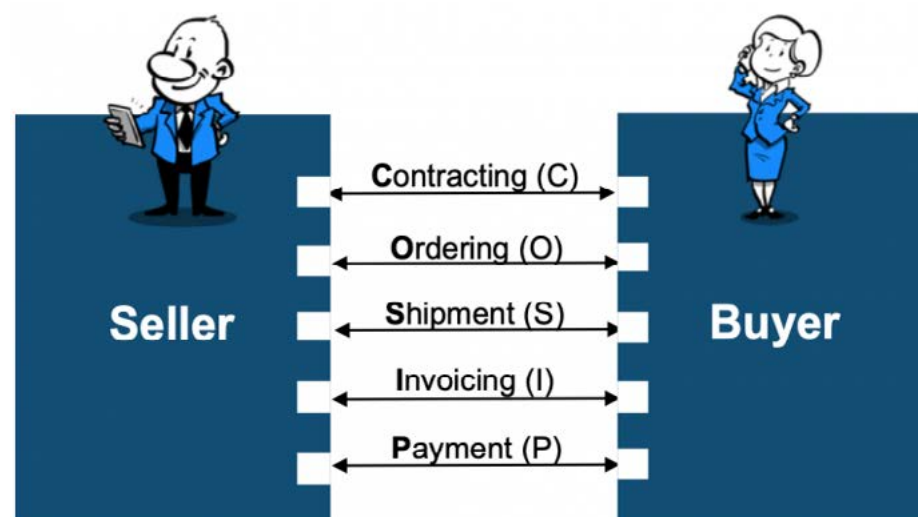 Contracting (C)
Ordering (O)
Shipment (S)
Seller
Buyer
Invoicing (I)
Payment (P)